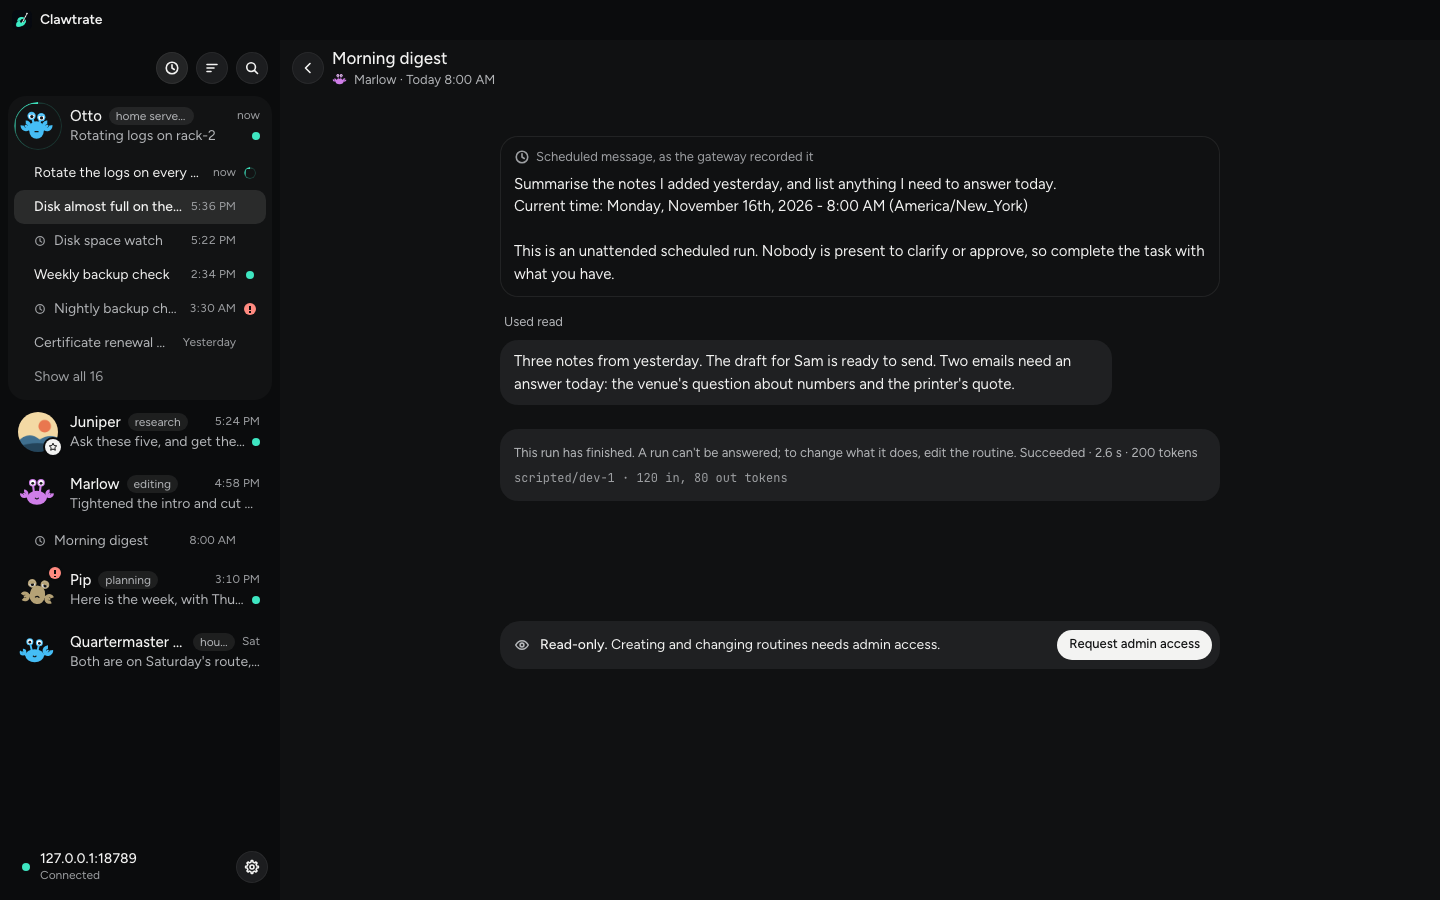 Clawtrate
Otto home serve... now
Rotating logs on rack-2
Rotate the logs on every ... now
Disk almost full on the... 5:36 PM
Disk space watch 5:22 PM
Weekly backup check 2:34 PM
Nightly backup ch... 3:30 AM
Certificate renewal ... Yesterday
Show all 16
Juniper research 5:24 PM
Ask these five, and get the...
Marlow editing 4:58 PM
Tightened the intro and cut ...
Morning digest 8:00 AM
Pip planning 3:10 PM
Here is the week, with Thu...
Quartermaster ... hou... Sat
Both are on Saturday's route,...
127.0.0.1:18789
Connected
Morning digest
Marlow · Today 8:00 AM
Scheduled message, as the gateway recorded it
Summarise the notes I added yesterday, and list anything I need to answer today.
Current time: Monday, November 16th, 2026 - 8:00 AM (America/New_York)
This is an unattended scheduled run. Nobody is present to clarify or approve, so complete the task with
what you have.
Used read
Three notes from yesterday. The draft for Sam is ready to send. Two emails need an
answer today: the venue's question about numbers and the printer's quote.
This run has finished. A run can't be answered; to change what it does, edit the routine. Succeeded · 2.6 s · 200 tokens
scripted/dev-1 · 120 in, 80 out tokens
Read-only. Creating and changing routines needs admin access.
Request admin access